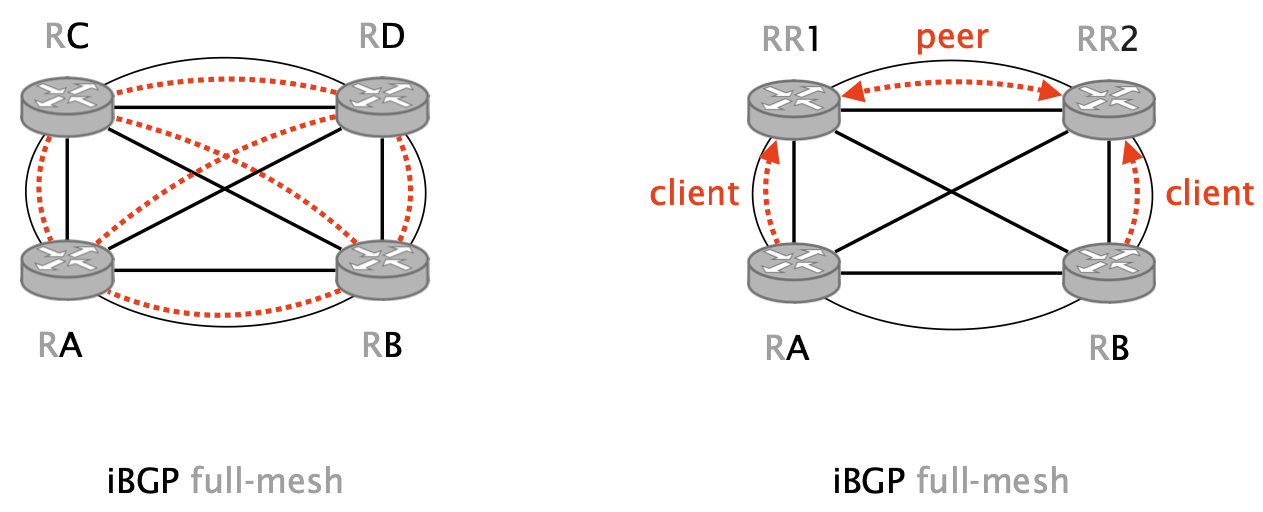 RC
RD
RA
RB
iBGP full-mesh
RR1
peer
RR2
client
client
RA
RB
iBGP full-mesh